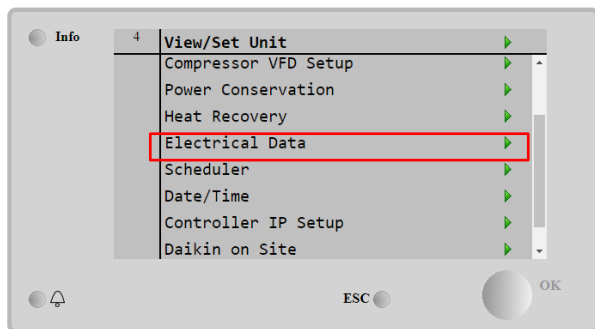 Info
4 View/Set Unit
Compressor VFD Setup
Power Conservation
Heat Recovery
Electrical Data
Scheduler
Date/Time
Controller IP Setup
Daikin on Site
ESC
OK